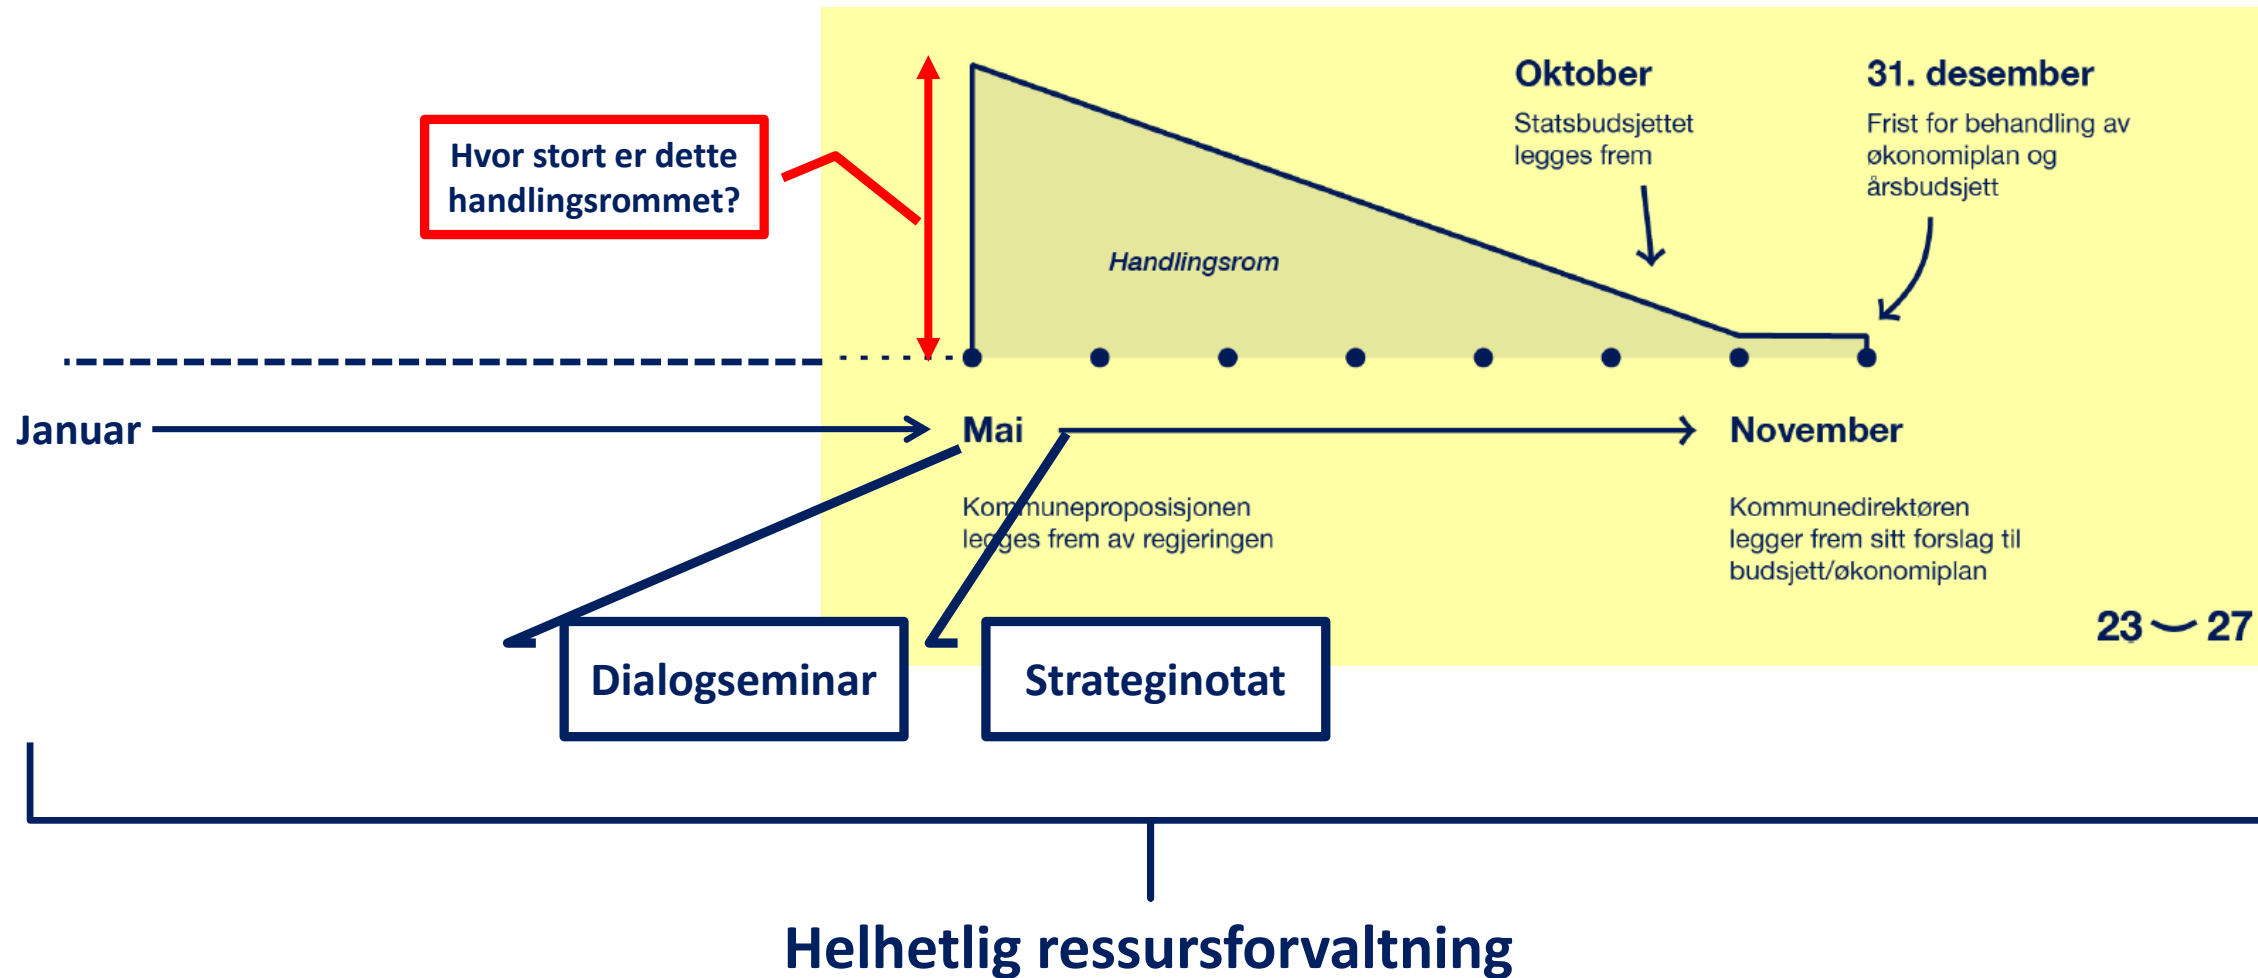 Oktober
Statsbudsjettet
legges frem
31. desember
Frist for behandling av
økonomiplan og
årsbudsjett
Hvor stort er dette
handlingsrommet?
Handlingsrom
Januar
Mai
November
Kommuneproposisjonen
legges frem av regjeringen
Kommunedirektøren
legger frem sitt forslag til
budsjett/økonomiplan
23 27
Dialogseminar
Strateginotat
Helhetlig ressursforvaltning